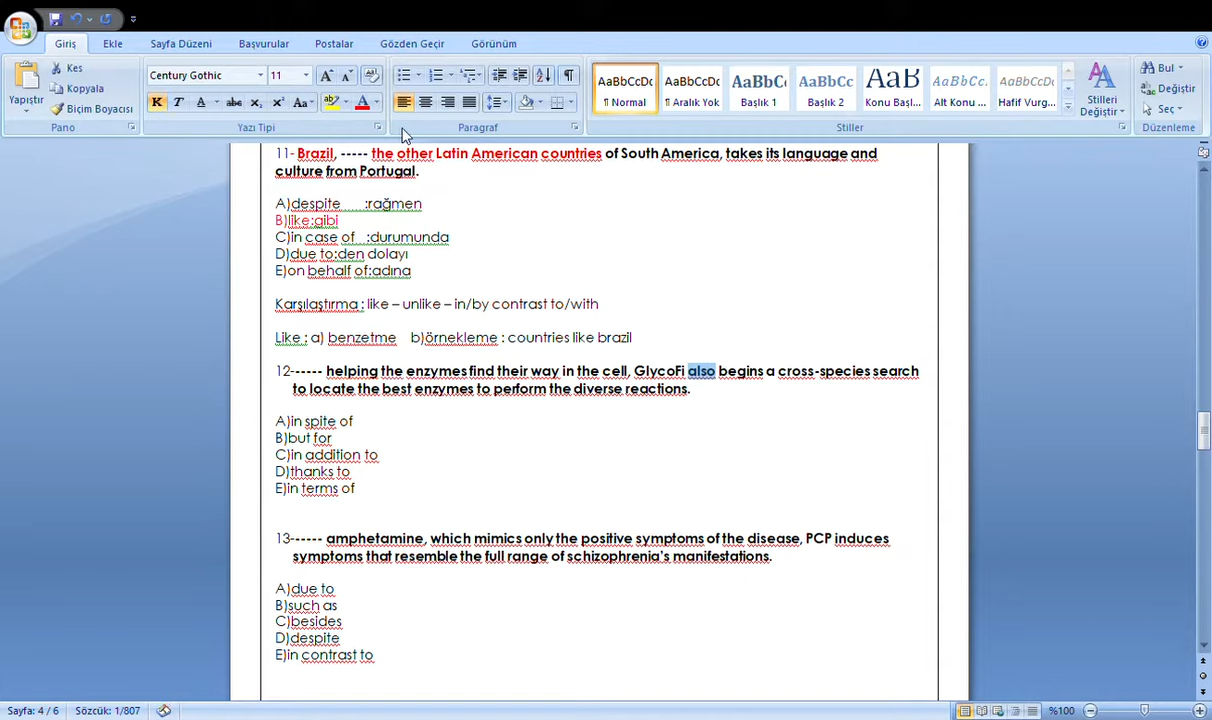 Giriş Ekle Sayfa Düzeni Başvurular Postalar Gözden Geçir Görünüm
Yapıştır
Kes
Kopyala
Biçim Boyacısı
Pano
Century Gothic 11
K T A abe x₂ x² Aa
Yazı Tipi
Paragraf
AaBbCcDc AaBbCcDc AaBbC AaBbCc AaB AaBbCcL AaBbCcDc
¶ Normal ¶ Aralık Yok Başlık 1 Başlık 2 Konu Başl... Alt Konu ... Hafif Vurg...
Stilleri
Değiştir
Stiller
Bul
Değiştir
Seç
Düzenleme
11- Brazil, ----- the other Latin American countries of South America, takes its language and
culture from Portugal.
A)despite :rağmen
B)like:gibi
C)in case of :durumunda
D)due to:den dolayı
E)on behalf of:adına
Karşılaştırma : like – unlike – in/by contrast to/with
Like : a) benzetme b)örnekleme : countries like brazil
12------ helping the enzymes find their way in the cell, GlycoFi also begins a cross-species search
to locate the best enzymes to perform the diverse reactions.
A)in spite of
B)but for
C)in addition to
D)thanks to
E)in terms of
13------ amphetamine, which mimics only the positive symptoms of the disease, PCP induces
symptoms that resemble the full range of schizophrenia's manifestations.
A)due to
B)such as
C)besides
D)despite
E)in contrast to
Sayfa: 4 / 6 Sözcük: 1/807 %100